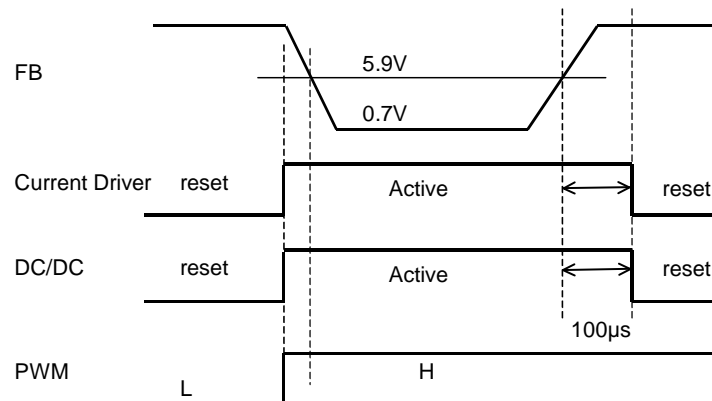 FB
5.9V
0.7V
Current Driver reset Active reset
DC/DC reset Active reset
100µs
PWM L H